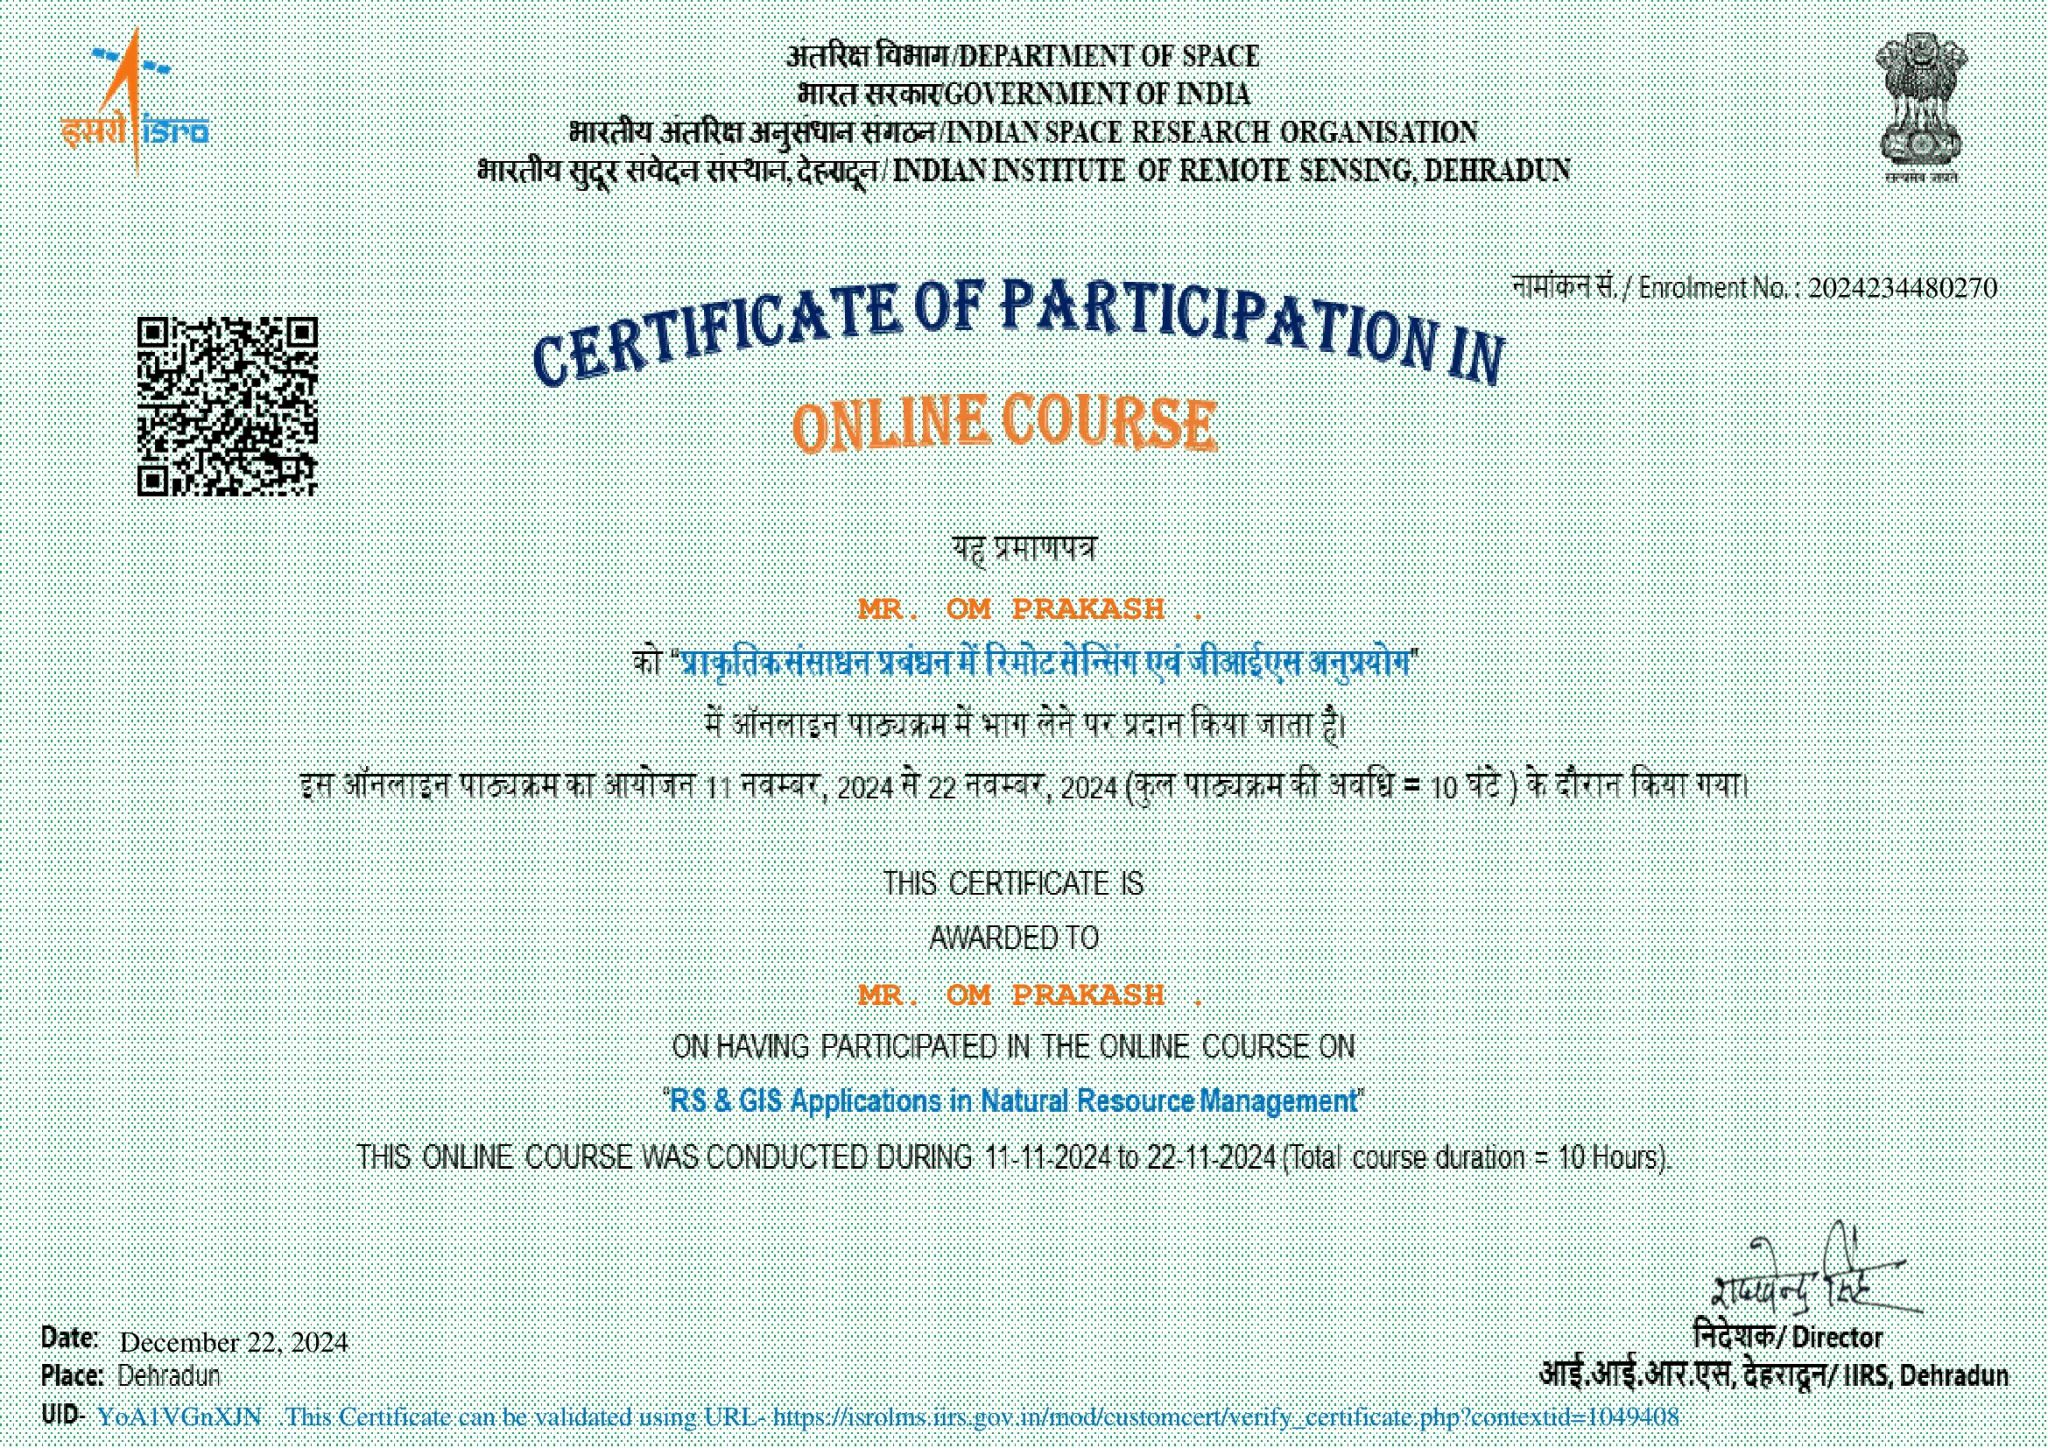 इसरो isro
अंतरिक्ष विभाग/DEPARTMENT OF SPACE
भारत सरकार/GOVERNMENT OF INDIA
भारतीय अंतरिक्ष अनुसंधान संगठन/INDIAN SPACE RESEARCH ORGANISATION
भारतीय सुदूर संवेदन संस्थान, देहरादून/ INDIAN INSTITUTE OF REMOTE SENSING, DEHRADUN
सत्यमेव जयते
नामांकन सं./ Enrolment No. : 2024234480270
CERTIFICATE OF PARTICIPATION IN
ONLINE COURSE
यह प्रमाणपत्र
MR. OM PRAKASH .
को “प्राकृतिक संसाधन प्रबंधन में रिमोट सेन्सिंग एवं जीआईएस अनुप्रयोग”
में ऑनलाइन पाठ्यक्रम में भाग लेने पर प्रदान किया जाता है।
इस ऑनलाइन पाठ्यक्रम का आयोजन 11 नवम्बर, 2024 से 22 नवम्बर, 2024 (कुल पाठ्यक्रम की अवधि = 10 घंटे ) के दौरान किया गया।
THIS CERTIFICATE IS
AWARDED TO
MR. OM PRAKASH .
ON HAVING PARTICIPATED IN THE ONLINE COURSE ON
“RS & GIS Applications in Natural Resource Management”
THIS ONLINE COURSE WAS CONDUCTED DURING 11-11-2024 to 22-11-2024 (Total course duration = 10 Hours).
Date: December 22, 2024
निदेशक/ Director
Place: Dehradun
आई.आई.आर.एस, देहरादून/ IIRS, Dehradun
UID- YoA1VGnXJN . This Certificate can be validated using URL- https://isrolms.iirs.gov.in/mod/customcert/verify_certificate.php?contextid=1049408